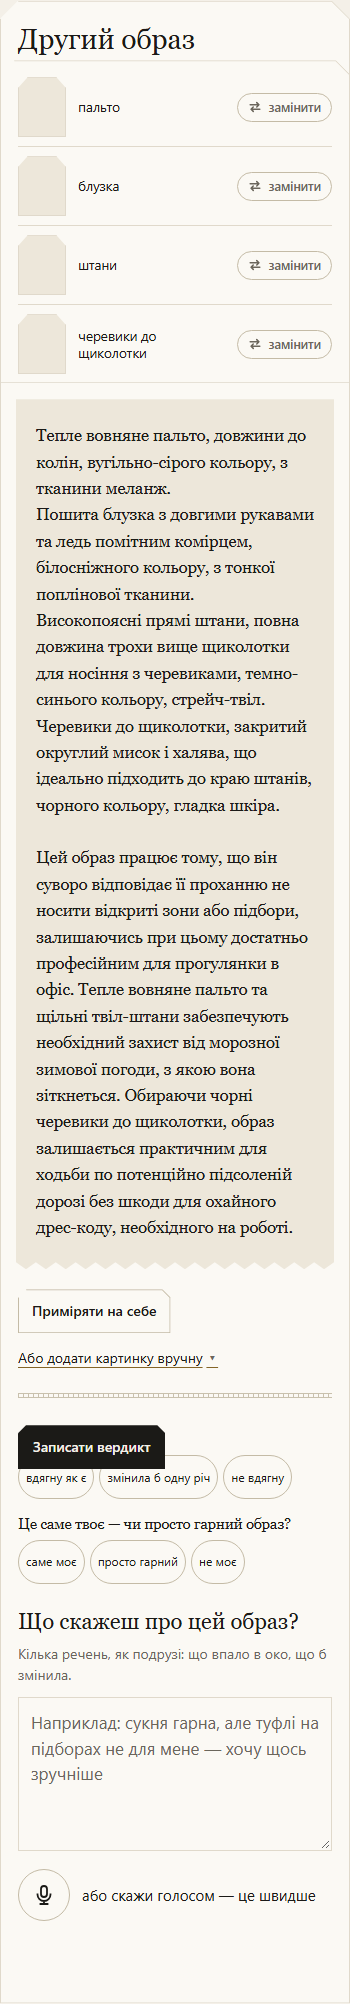 Другий образ
пальто
замінити
блузка
замінити
штани
замінити
черевики до
щиколотки
замінити
Тепле вовняне пальто, довжини до
колін, вугільно-сірого кольору, з
тканини меланж.
Пошита блузка з довгими рукавами
та ледь помітним комірцем,
білосніжного кольору, з тонкої
поплінової тканини.
Високопоясні прямі штани, повна
довжина трохи вище щиколотки
для носіння з черевиками, темно-
синього кольору, стрейч-твіл.
Черевики до щиколотки, закритий
округлий мисок і халява, що
ідеально підходить до краю штанів,
чорного кольору, гладка шкіра.
Цей образ працює тому, що він
суворо відповідає її проханню не
носити відкриті зони або підбори,
залишаючись при цьому достатньо
професійним для прогулянки в
офіс. Тепле вовняне пальто та
щільні твіл-штани забезпечують
необхідний захист від морозної
зимової погоди, з якою вона
зіткнеться. Обираючи чорні
черевики до щиколотки, образ
залишається практичним для
ходьби по потенційно підсоленій
дорозі без шкоди для охайного
дрес-коду, необхідного на роботі.
Приміряти на себе
Або додати картинку вручну
Записати вердикт
вдягну як є
змінила б одну річ
не вдягну
Це саме твоє — чи просто гарний образ?
саме моє
просто гарний
не моє
Що скажеш про цей образ?
Кілька речень, як подрузі: що впало в око, що б
змінила.
Наприклад: сукня гарна, але туфлі на
підборах не для мене — хочу щось
зручніше
або скажи голосом — це швидше